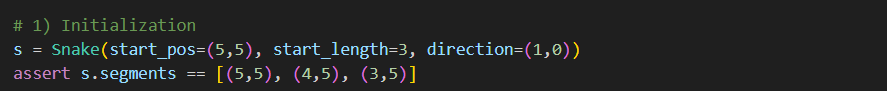 # 1) Initialization
s = Snake(start_pos=(5,5), start_length=3, direction=(1,0))
assert s.segments == [(5,5), (4,5), (3,5)]